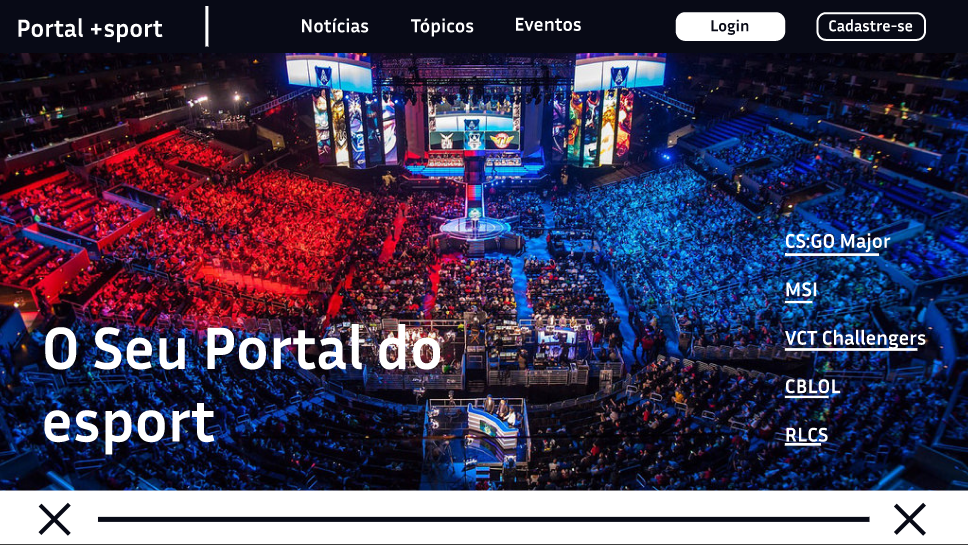 Portal +sport
Notícias
Tópicos
Eventos
Login
Cadastre-se
CS:GO Major
MSI
VCT Challengers
CBLOL
RLCS
O Seu Portal do
esport